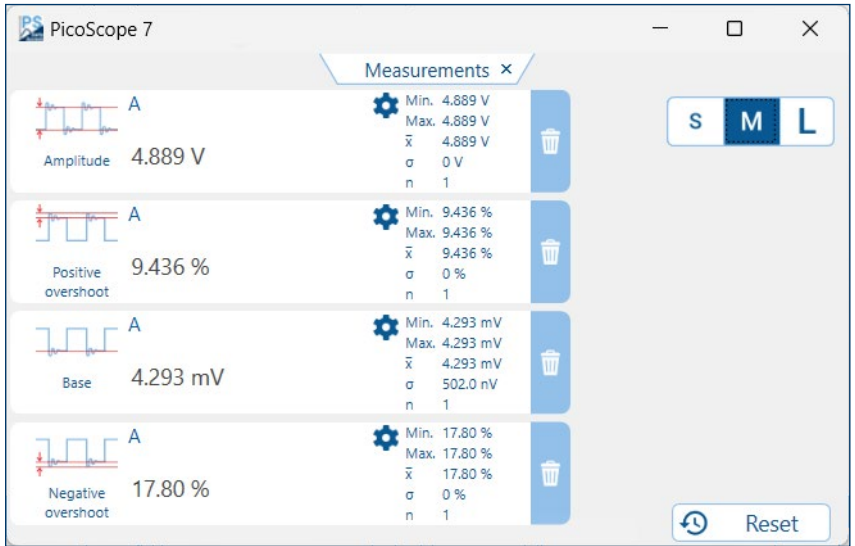 PS
PicoScope 7
Measurements ×
A
Min. 4.889 V
Max. 4.889 V
x̄ 4.889 V
σ 0 V
n 1
Amplitude 4.889 V
A
Min. 9.436 %
Max. 9.436 %
x̄ 9.436 %
σ 0 %
n 1
Positive
overshoot
9.436 %
A
Min. 4.293 mV
Max. 4.293 mV
x̄ 4.293 mV
σ 502.0 nV
n 1
Base 4.293 mV
A
Min. 17.80 %
Max. 17.80 %
x̄ 17.80 %
σ 0 %
n 1
Negative
overshoot
17.80 %
S M L
Reset